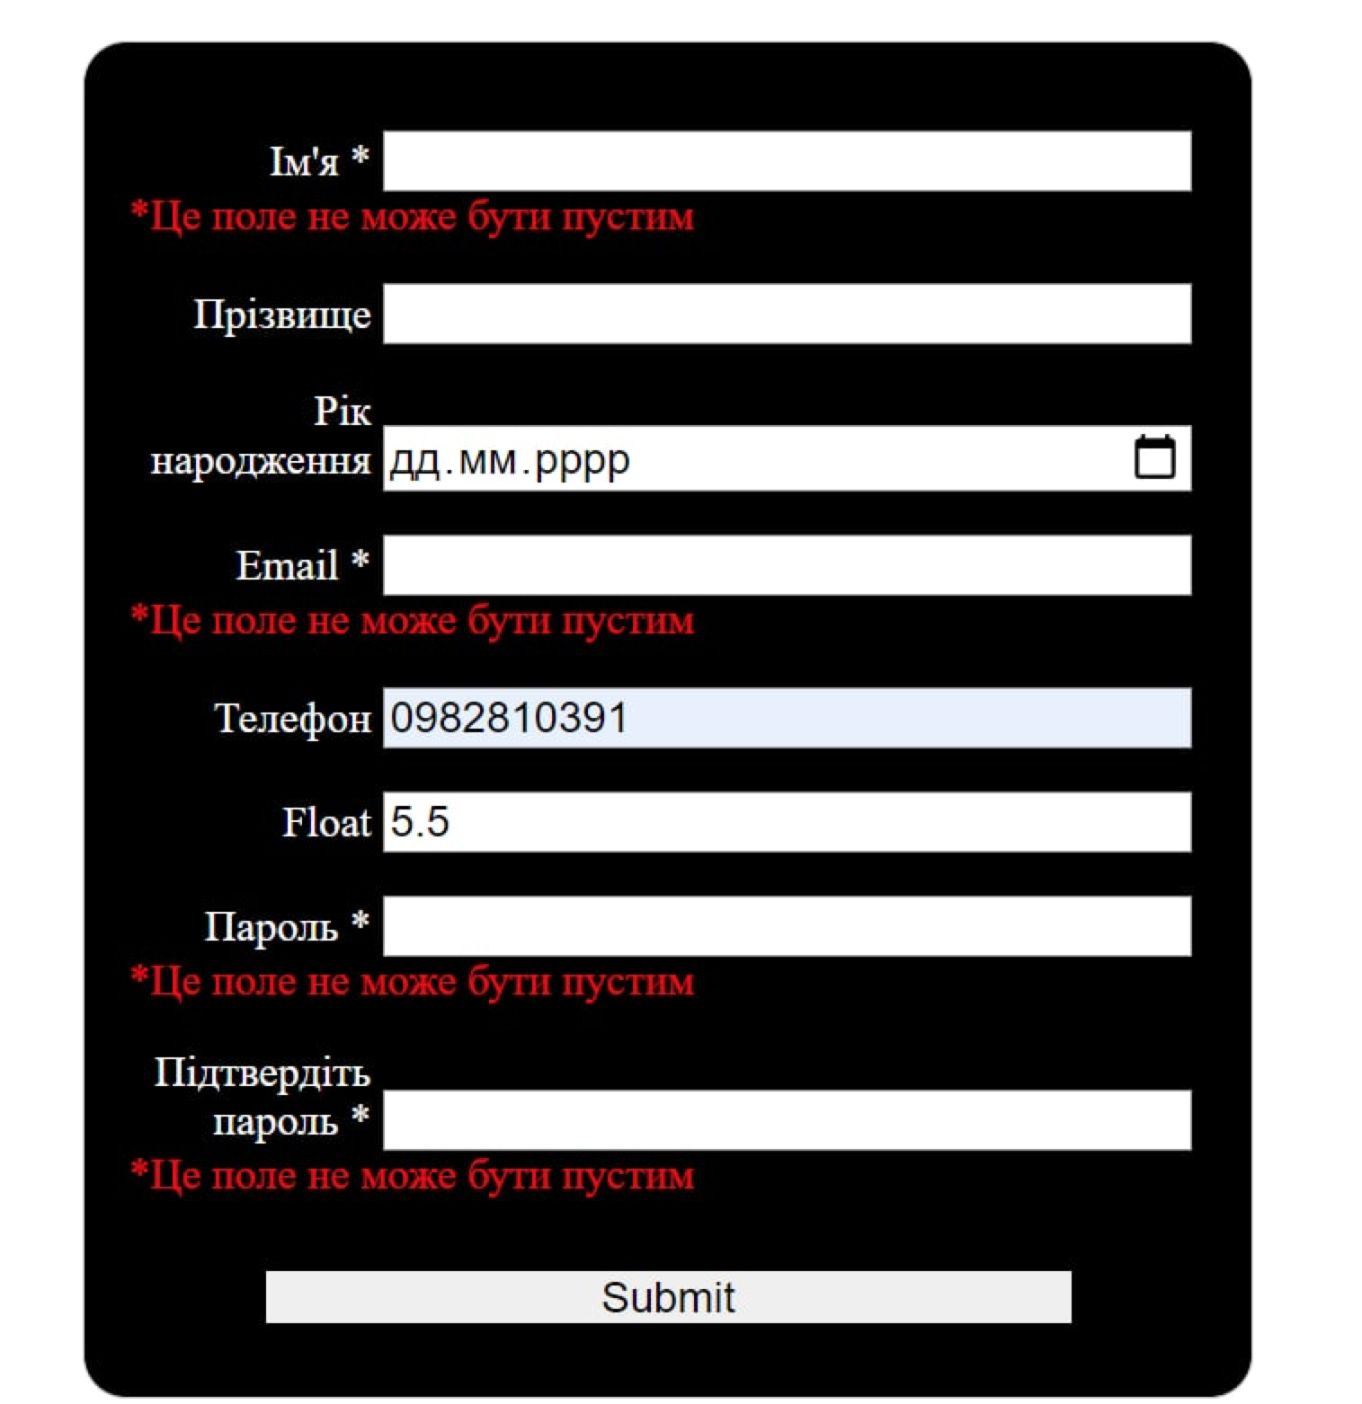 Ім'я *
*Це поле не може бути пустим
Прізвище
Рік
народження дд.мм.рррр
Email *
*Це поле не може бути пустим
Телефон 0982810391
Float 5.5
Пароль *
*Це поле не може бути пустим
Підтвердіть
пароль *
*Це поле не може бути пустим
Submit